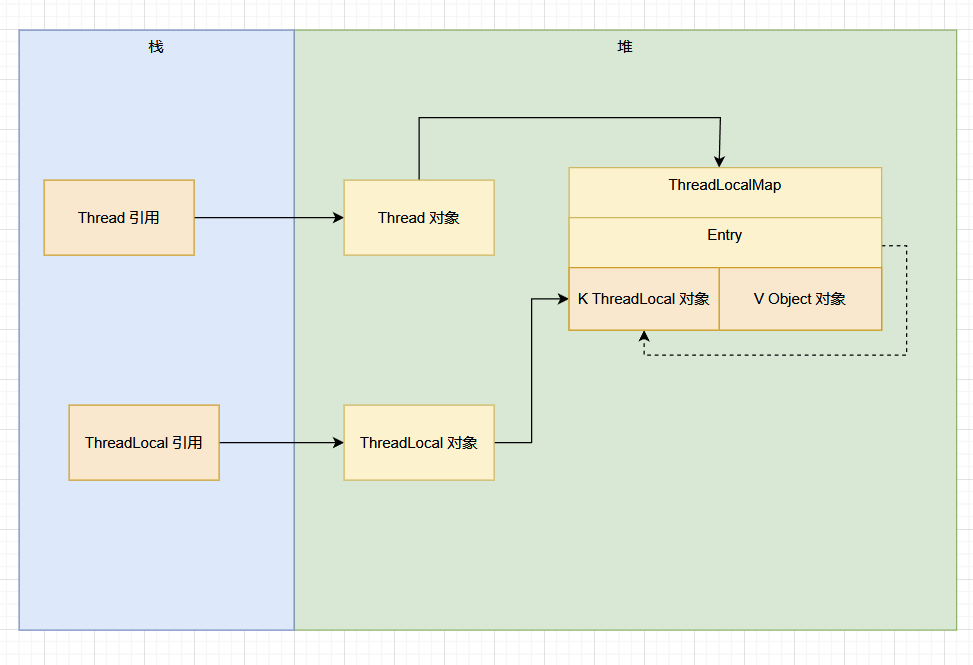 栈
堆
ThreadLocalMap
Thread 引用
Thread 对象
Entry
K ThreadLocal 对象
V Object 对象
ThreadLocal 引用
ThreadLocal 对象